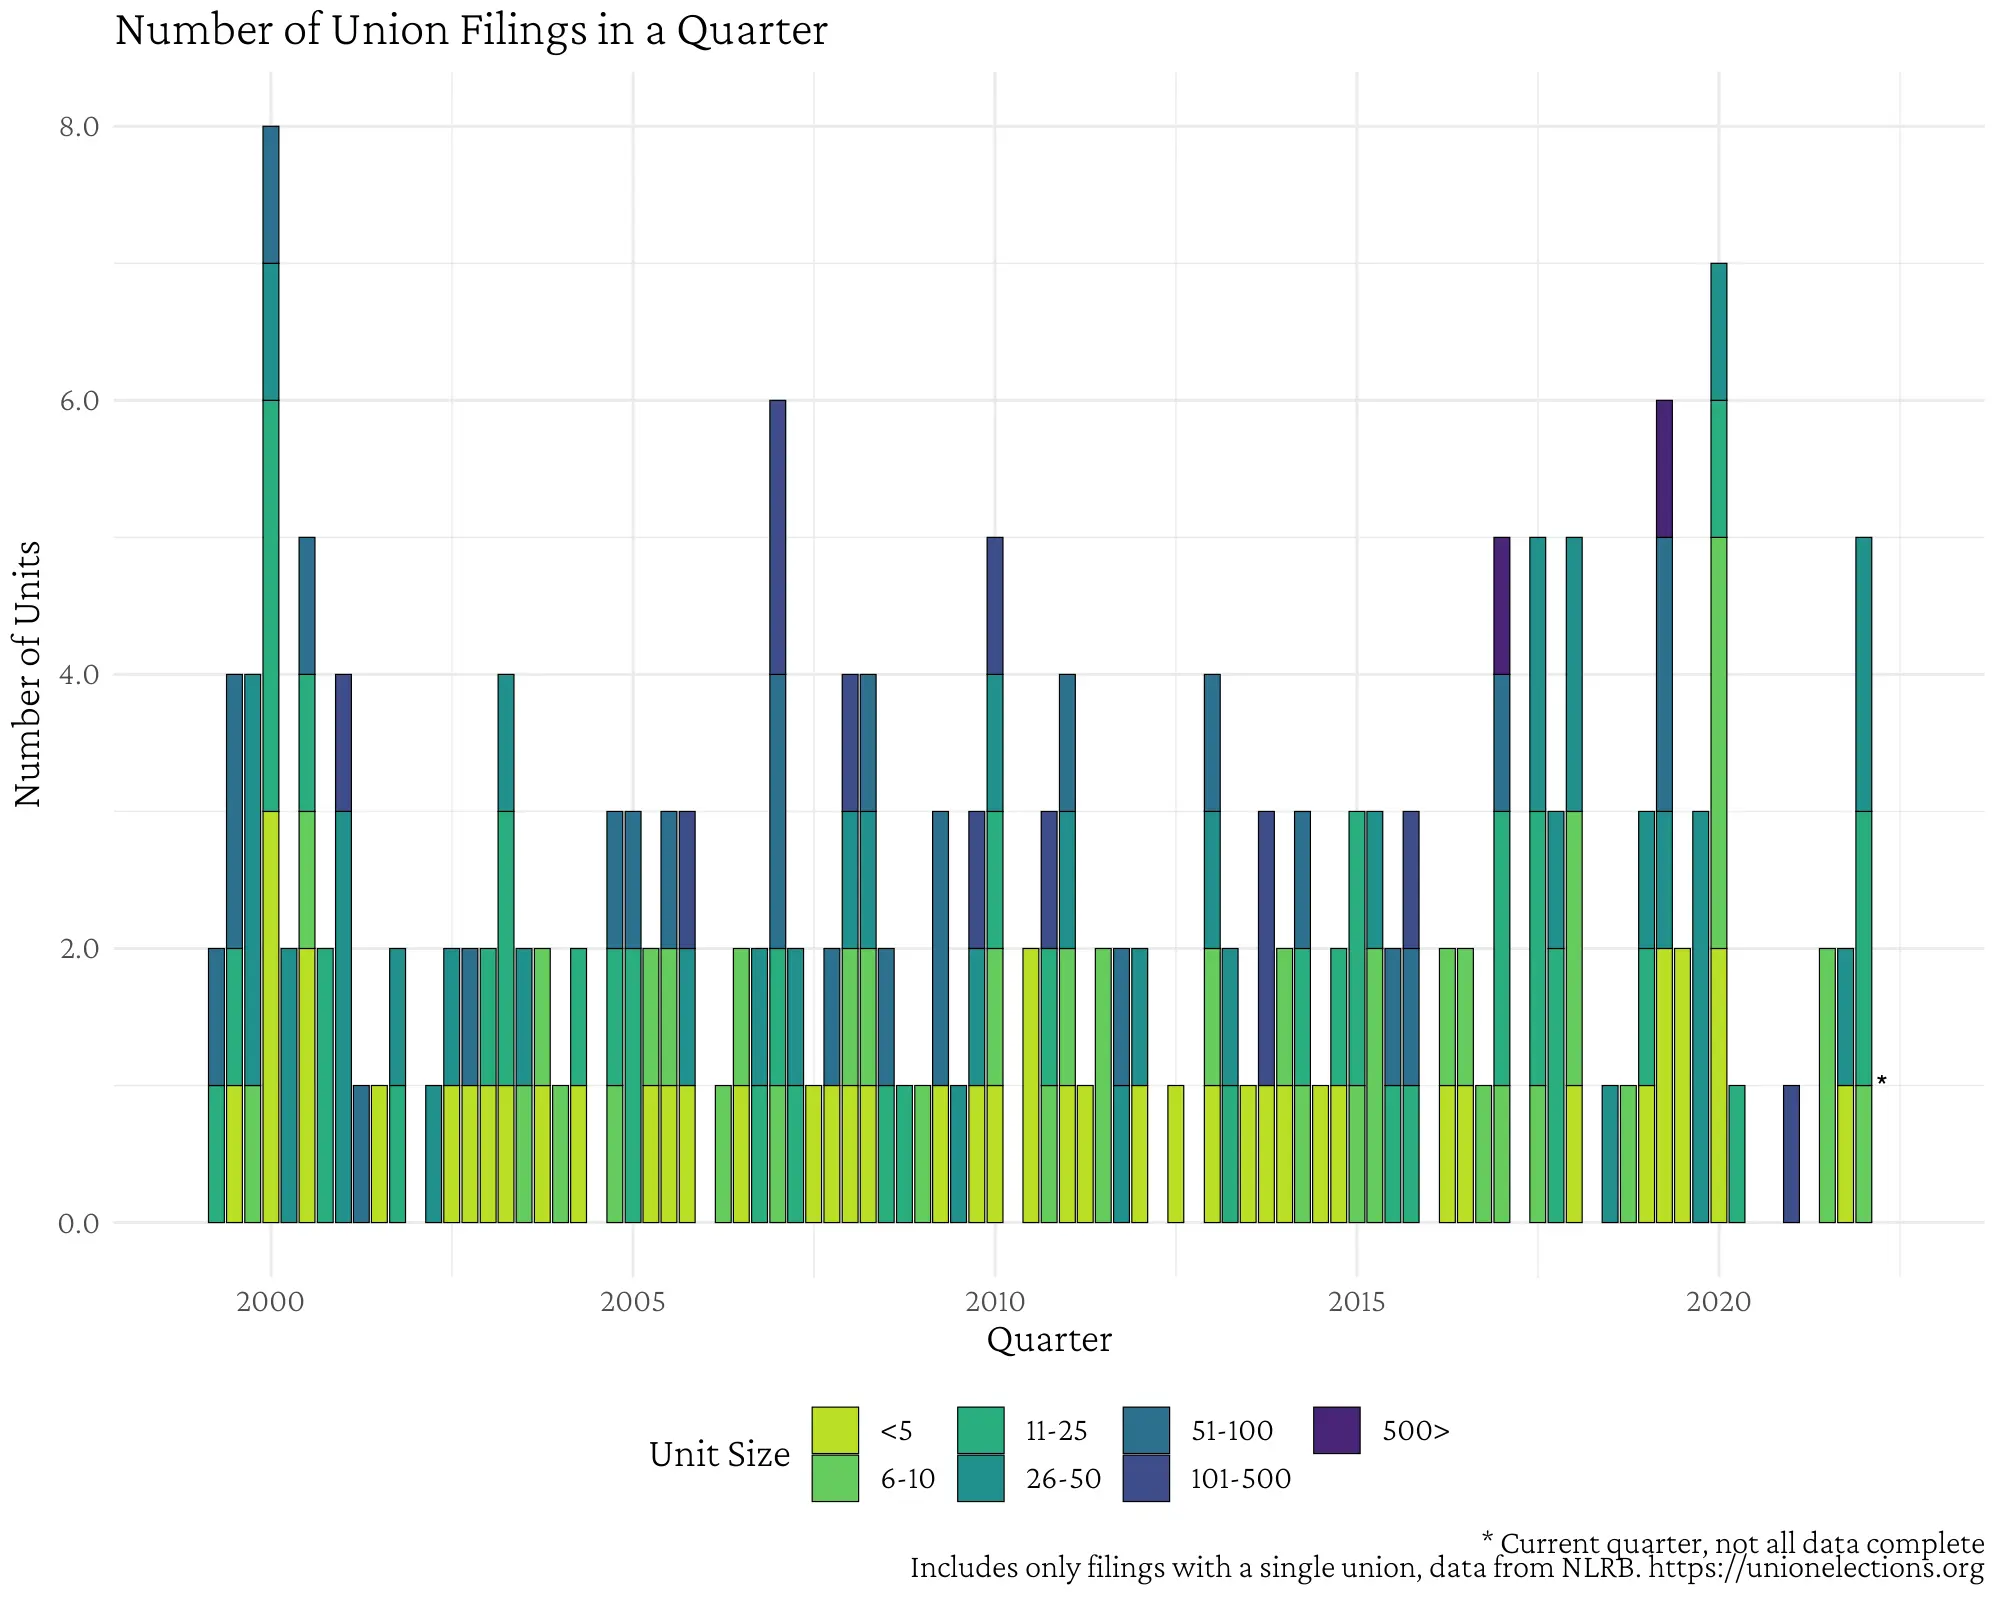 Number of Union Filings in a Quarter
Number of Units
8.0
6.0
4.0
2.0
0.0
*
2000 2005 2010 2015 2020
Quarter
Unit Size
<5 11-25 51-100 500>
6-10 26-50 101-500
* Current quarter, not all data complete
Includes only filings with a single union, data from NLRB. https://unionelections.org